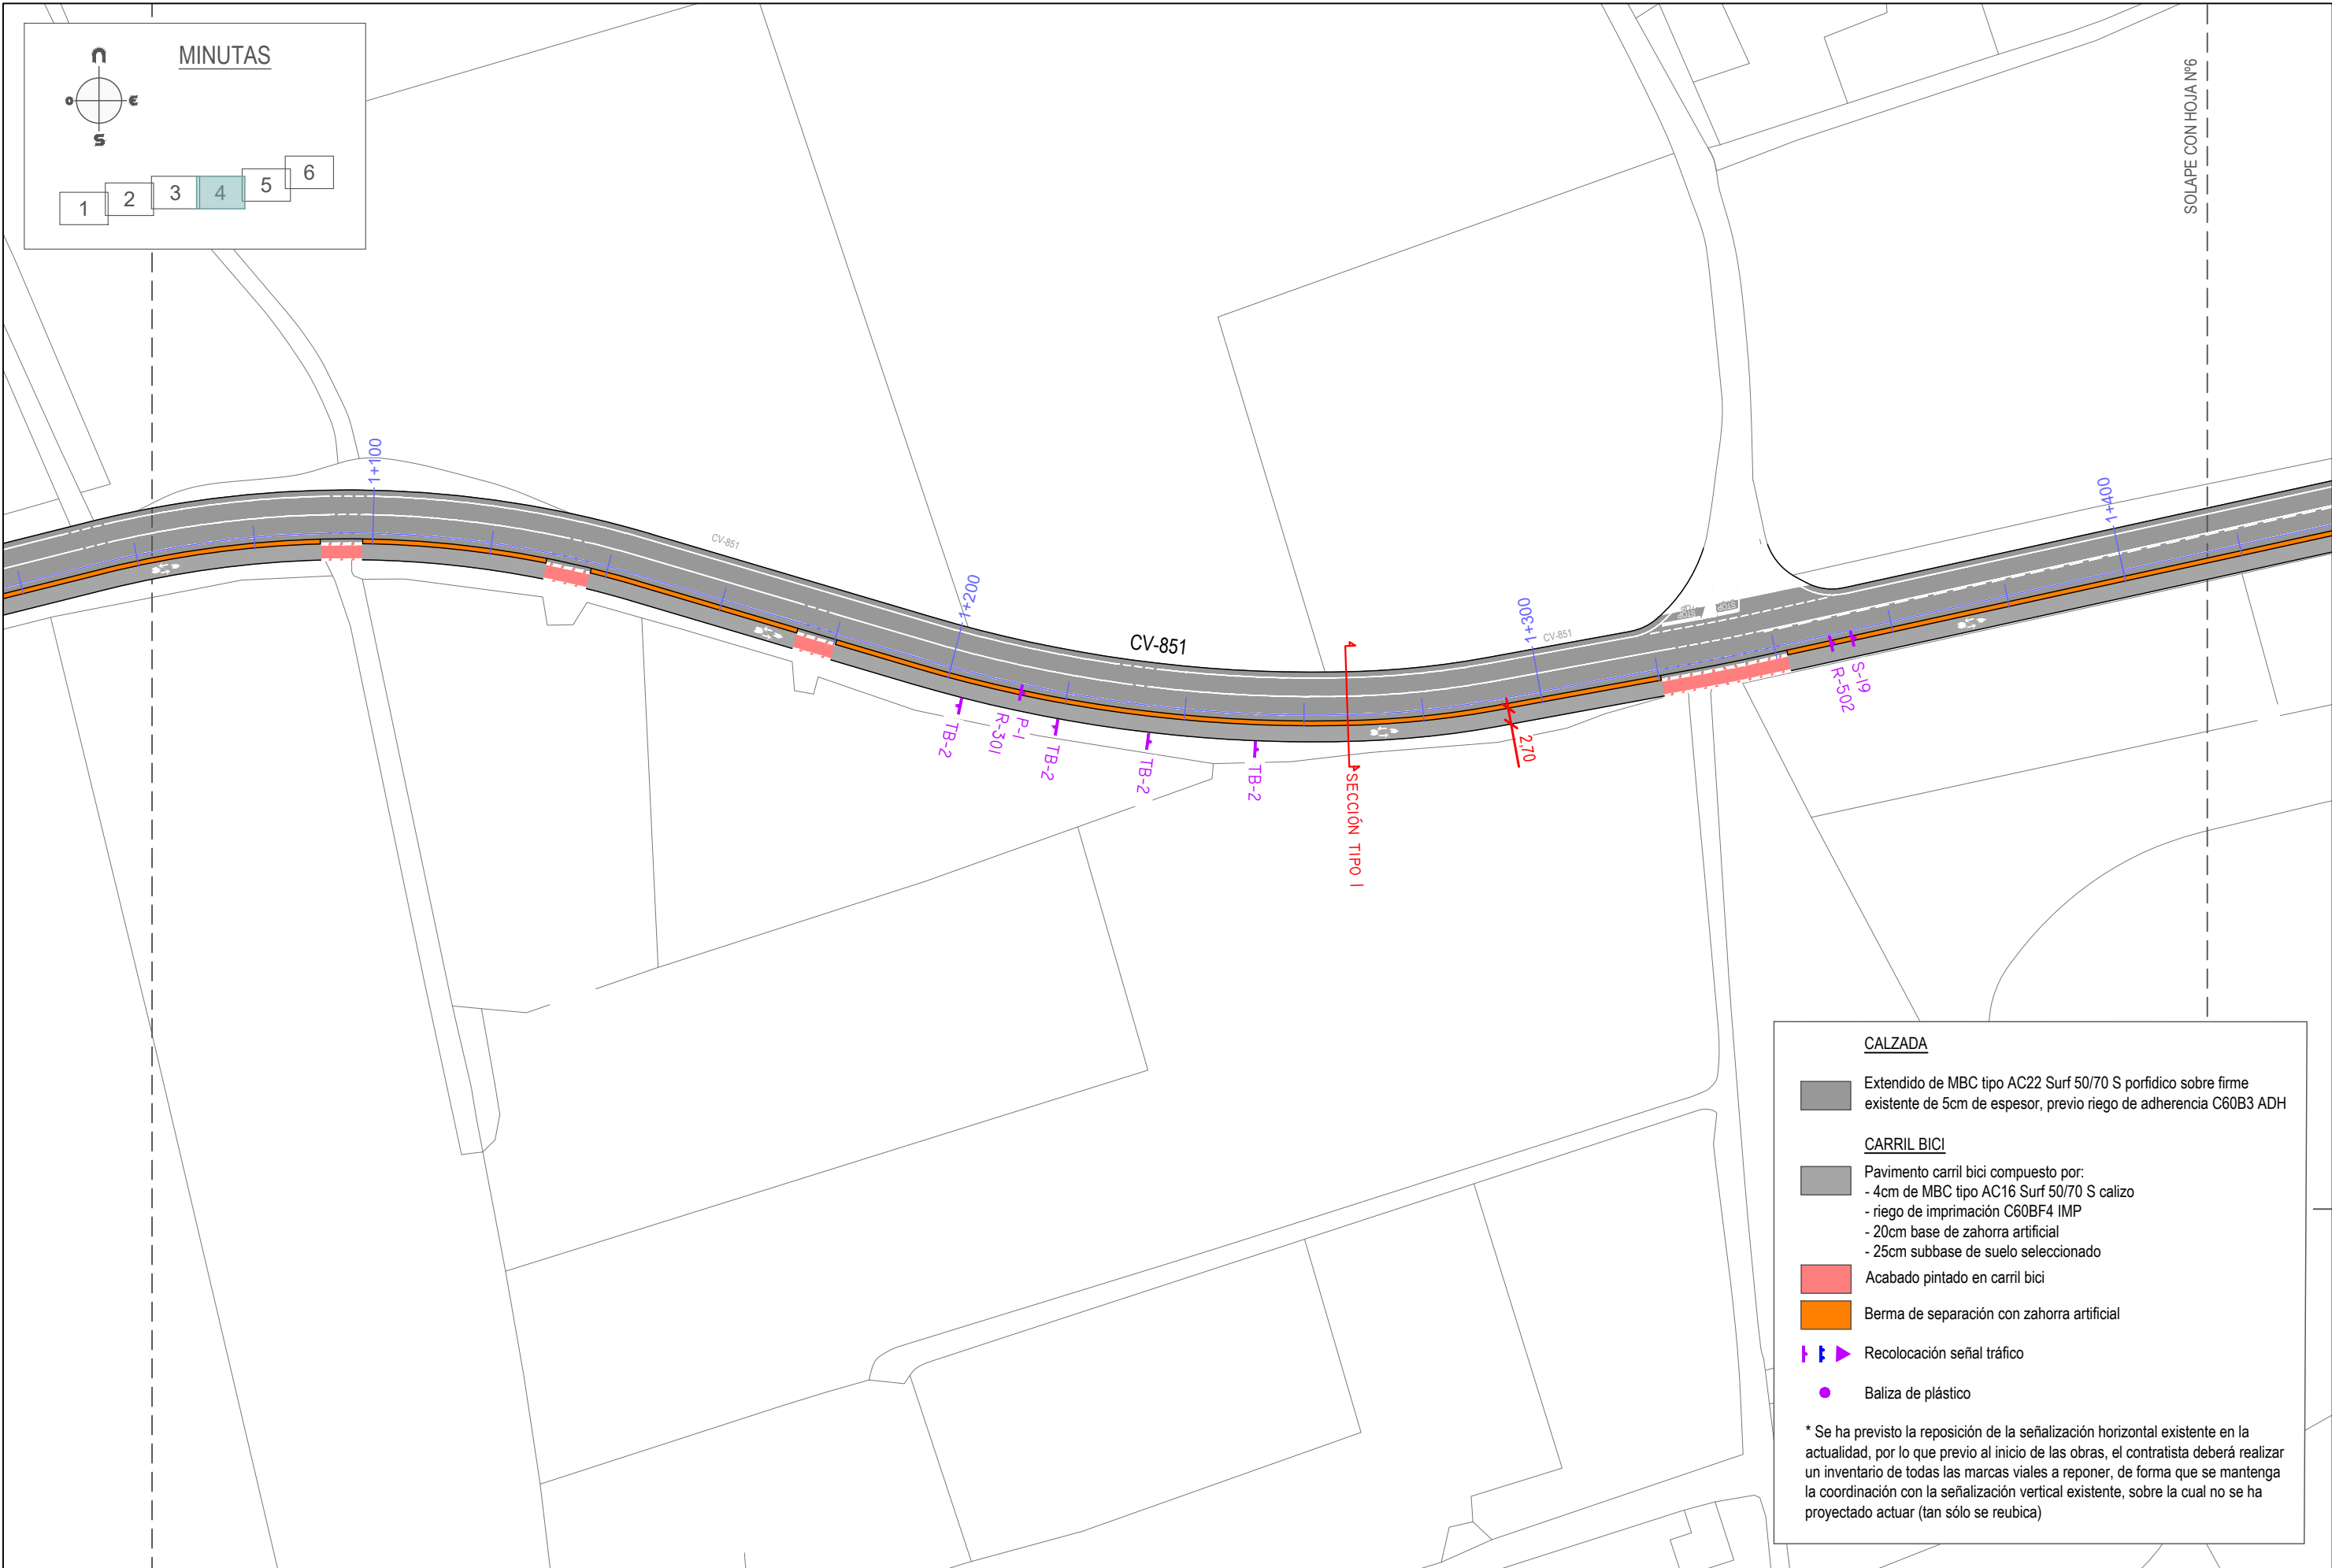 MINUTAS
N
O
E
S
1
2
3
4
5
6
SOLAPE CON HOJA Nº6
1+100
1+200
1+300
1+400
CV-851
CV-851
CV-851
STOP
STOP
STOP
TB-2
R-301
P-1
TB-2
TB-2
TB-2
SECCIÓN TIPO I
2,70
R-502
S-19
CALZADA
Extendido de MBC tipo AC22 Surf 50/70 S porfidico sobre firme
existente de 5cm de espesor, previo riego de adherencia C60B3 ADH
CARRIL BICI
Pavimento carril bici compuesto por:
- 4cm de MBC tipo AC16 Surf 50/70 S calizo
- riego de imprimación C60BF4 IMP
- 20cm base de zahorra artificial
- 25cm subbase de suelo seleccionado
Acabado pintado en carril bici
Berma de separación con zahorra artificial
Recolocación señal tráfico
Baliza de plástico
* Se ha previsto la reposición de la señalización horizontal existente en la
actualidad, por lo que previo al inicio de las obras, el contratista deberá realizar
un inventario de todas las marcas viales a reponer, de forma que se mantenga
la coordinación con la señalización vertical existente, sobre la cual no se ha
proyectado actuar (tan sólo se reubica)